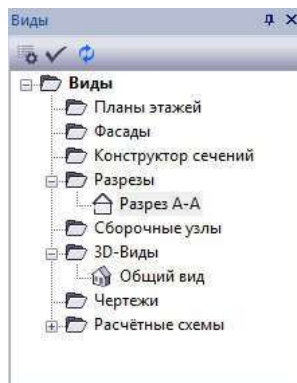 Виды
Виды
Планы этажей
Фасады
Конструктор сечений
Разрезы
Разрез А-А
Сборочные узлы
3D-Виды
Общий вид
Чертежи
Расчётные схемы